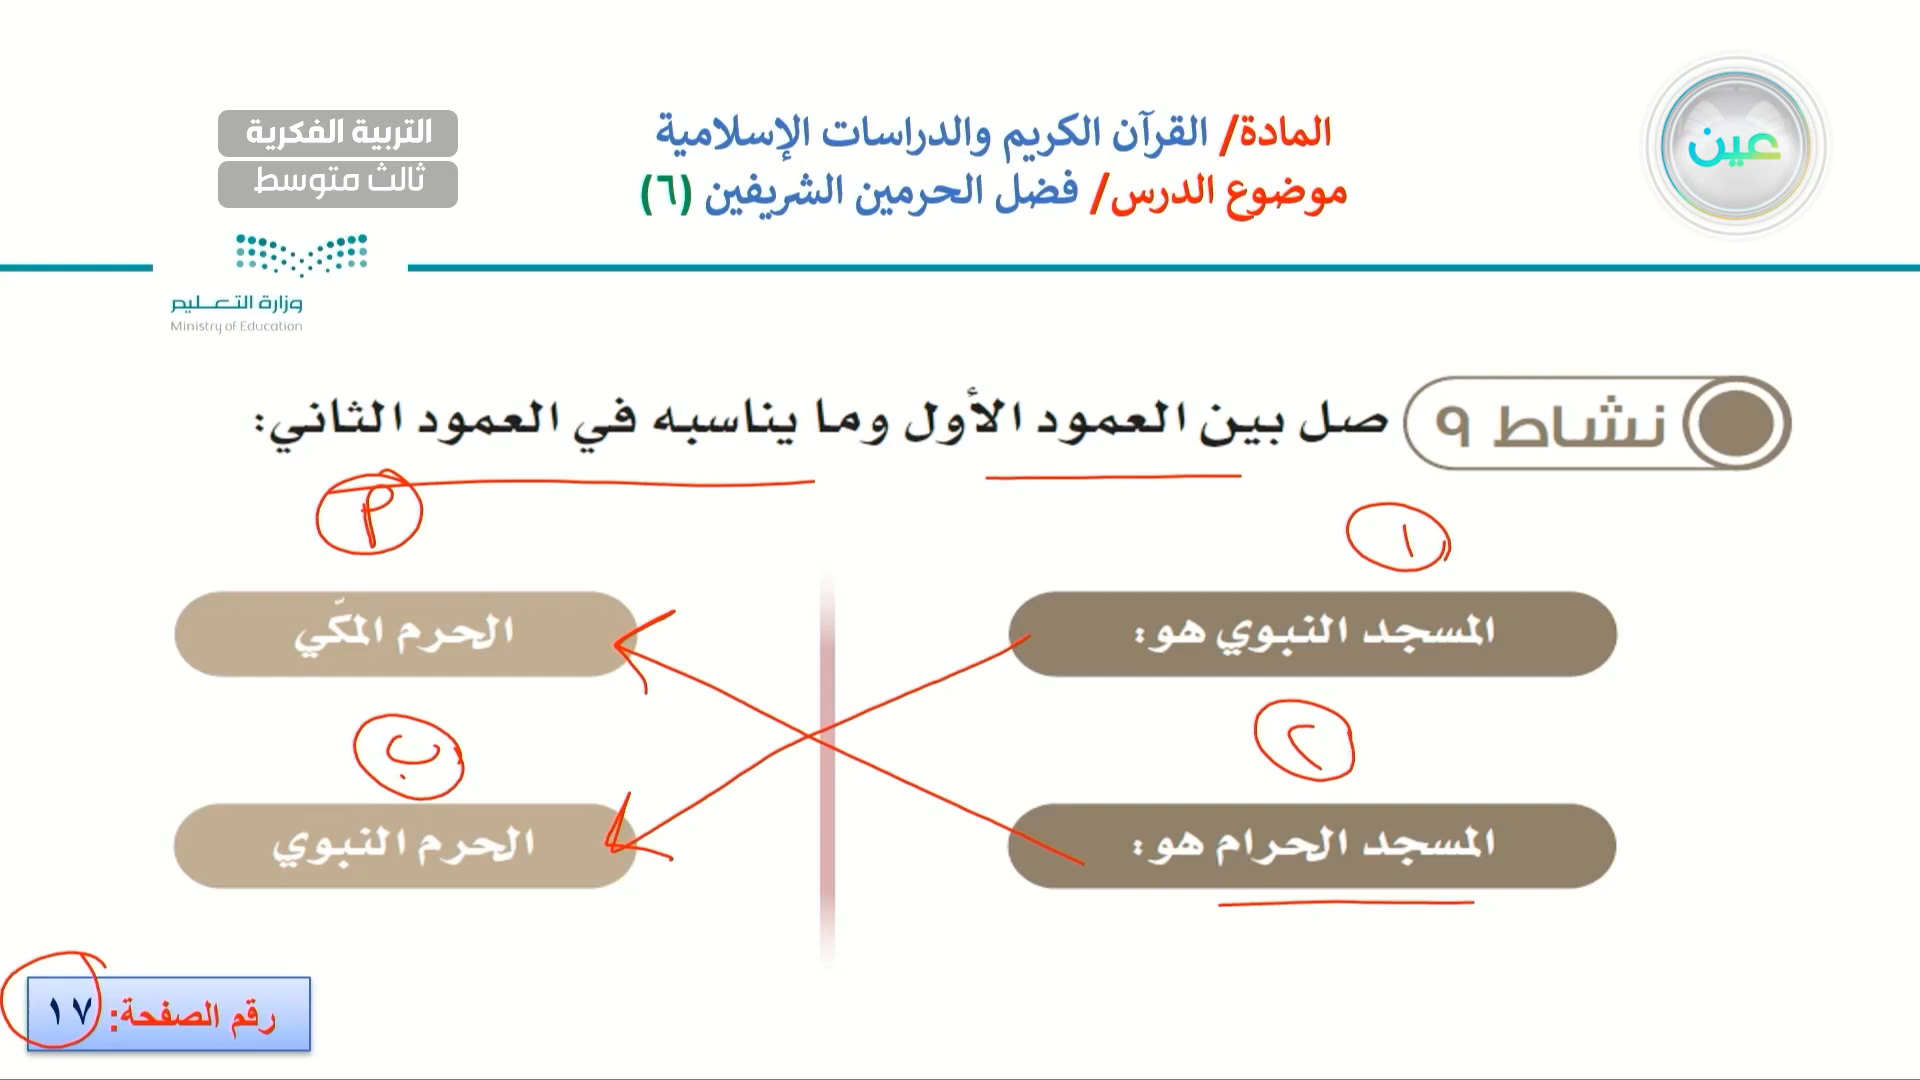 عين
المادة/ القرآن الكريم والدراسات الإسلامية
موضوع الدرس/ فضل الحرمين الشريفين (٦)
التربية الفكرية
ثالث متوسط
وزارة التعليم
Ministry of Education
نشاط ٩ صل بين العمود الأول وما يناسبه في العمود الثاني:
١ أ
المسجد النبوي هو: الحرم المكّي
٢ ب
المسجد الحرام هو: الحرم النبوي
رقم الصفحة: ١٧